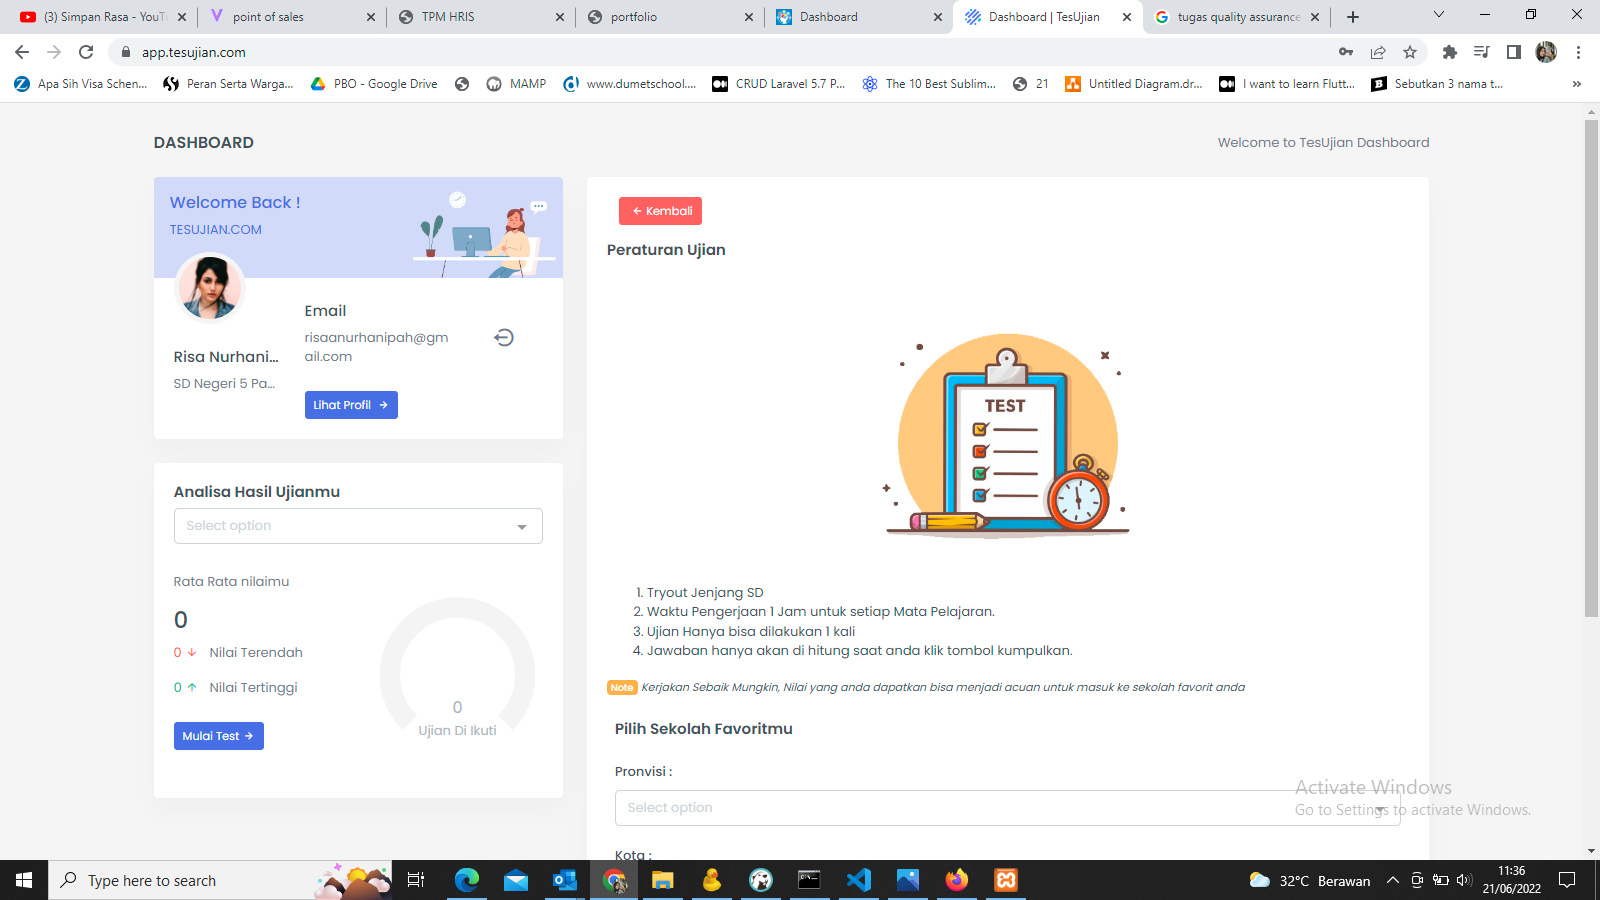 (3) Simpan Rasa - YouT
point of sales
TPM HRIS
portfolio
Dashboard
Dashboard | TesUjian
tugas quality assurance
app.tesujian.com
Apa Sih Visa Schen...
Peran Serta Warga...
PBO - Google Drive
MAMP
www.dumetschool....
CRUD Laravel 5.7 P...
The 10 Best Sublim...
21
Untitled Diagram.dr...
I want to learn Flutt...
Sebutkan 3 nama t...
»
DASHBOARD
Welcome to TesUjian Dashboard
Welcome Back !
TESUJIAN.COM
Risa Nurhani...
SD Negeri 5 Pa...
Email
risaanurhanipah@gm
ail.com
Lihat Profil →
Analisa Hasil Ujianmu
Select option
Rata Rata nilaimu
0
0 ↓ Nilai Terendah
0 ↑ Nilai Tertinggi
Mulai Test →
0
Ujian Di Ikuti
← Kembali
Peraturan Ujian
TEST
1. Tryout Jenjang SD
2. Waktu Pengerjaan 1 Jam untuk setiap Mata Pelajaran.
3. Ujian Hanya bisa dilakukan 1 kali
4. Jawaban hanya akan di hitung saat anda klik tombol kumpulkan.
Note Kerjakan Sebaik Mungkin, Nilai yang anda dapatkan bisa menjadi acuan untuk masuk ke sekolah favorit anda
Pilih Sekolah Favoritmu
Pronvisi :
Select option
Kota :
Activate Windows
Go to Settings to activate Windows.
Type here to search
32°C Berawan
11:36
21/06/2022